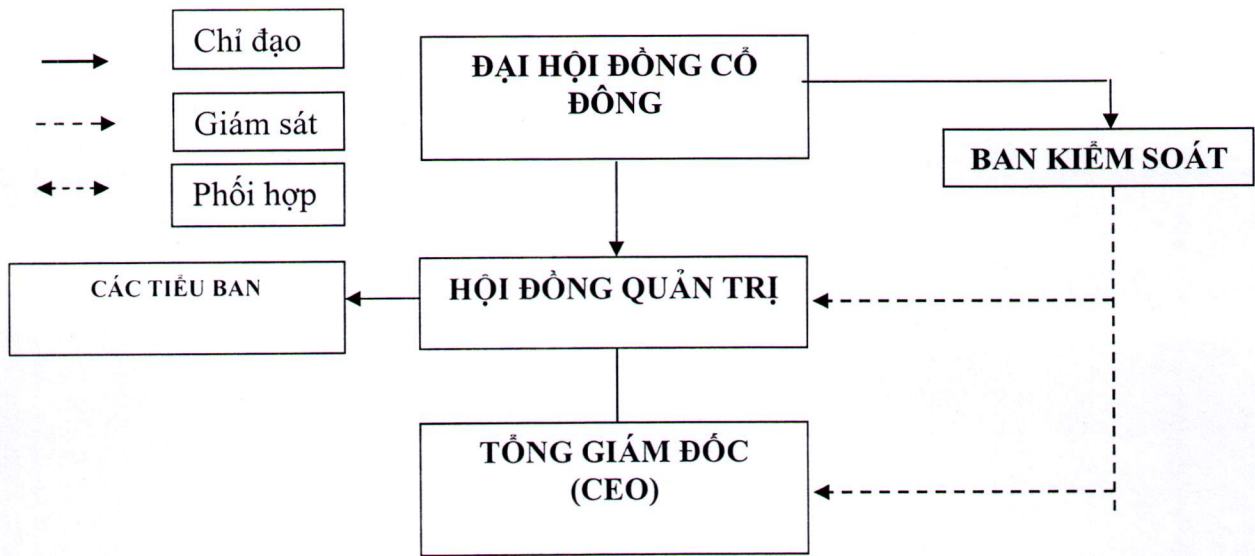 Chỉ đạo
Giám sát
Phối hợp
ĐẠI HỘI ĐỒNG CỔ
ĐÔNG
BAN KIỂM SOÁT
CÁC TIỂU BAN
HỘI ĐỒNG QUẢN TRỊ
TỔNG GIÁM ĐỐC
(CEO)